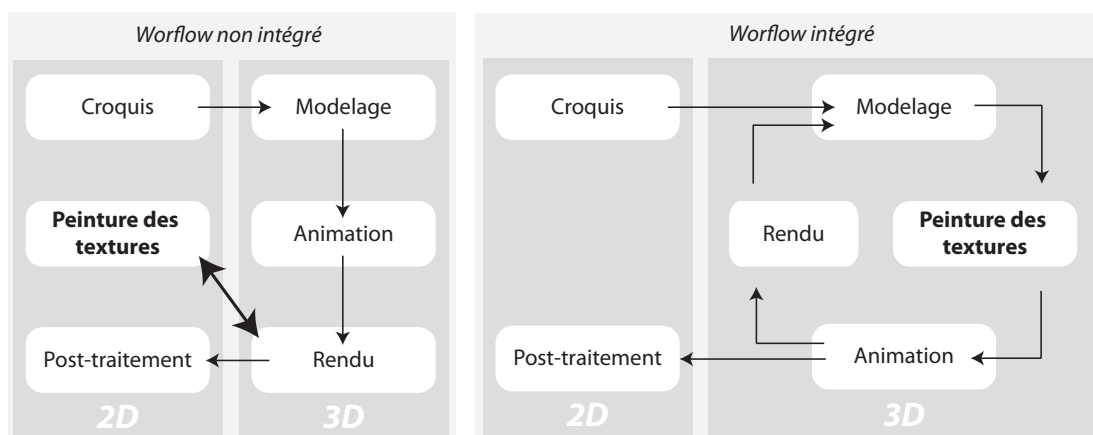 Worflow non intégré
Croquis
Modelage
Peinture des
textures
Animation
Post-traitement
Rendu
2D
3D
Worflow intégré
Croquis
Modelage
Rendu
Peinture des
textures
Post-traitement
Animation
2D
3D